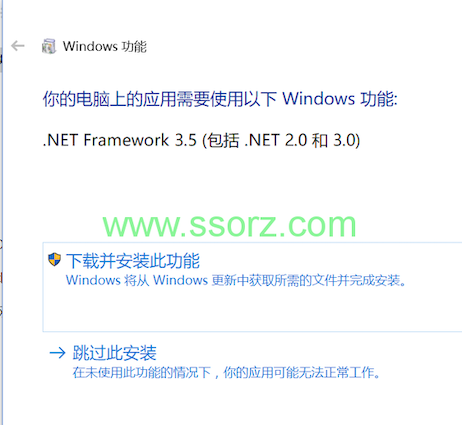 Windows 功能
你的电脑上的应用需要使用以下 Windows 功能:
.NET Framework 3.5 (包括 .NET 2.0 和 3.0)
www.ssorz.com
下载并安装此功能
Windows 将从 Windows 更新中获取所需的文件并完成安装。
跳过此安装
在未使用此功能的情况下，你的应用可能无法正常工作。